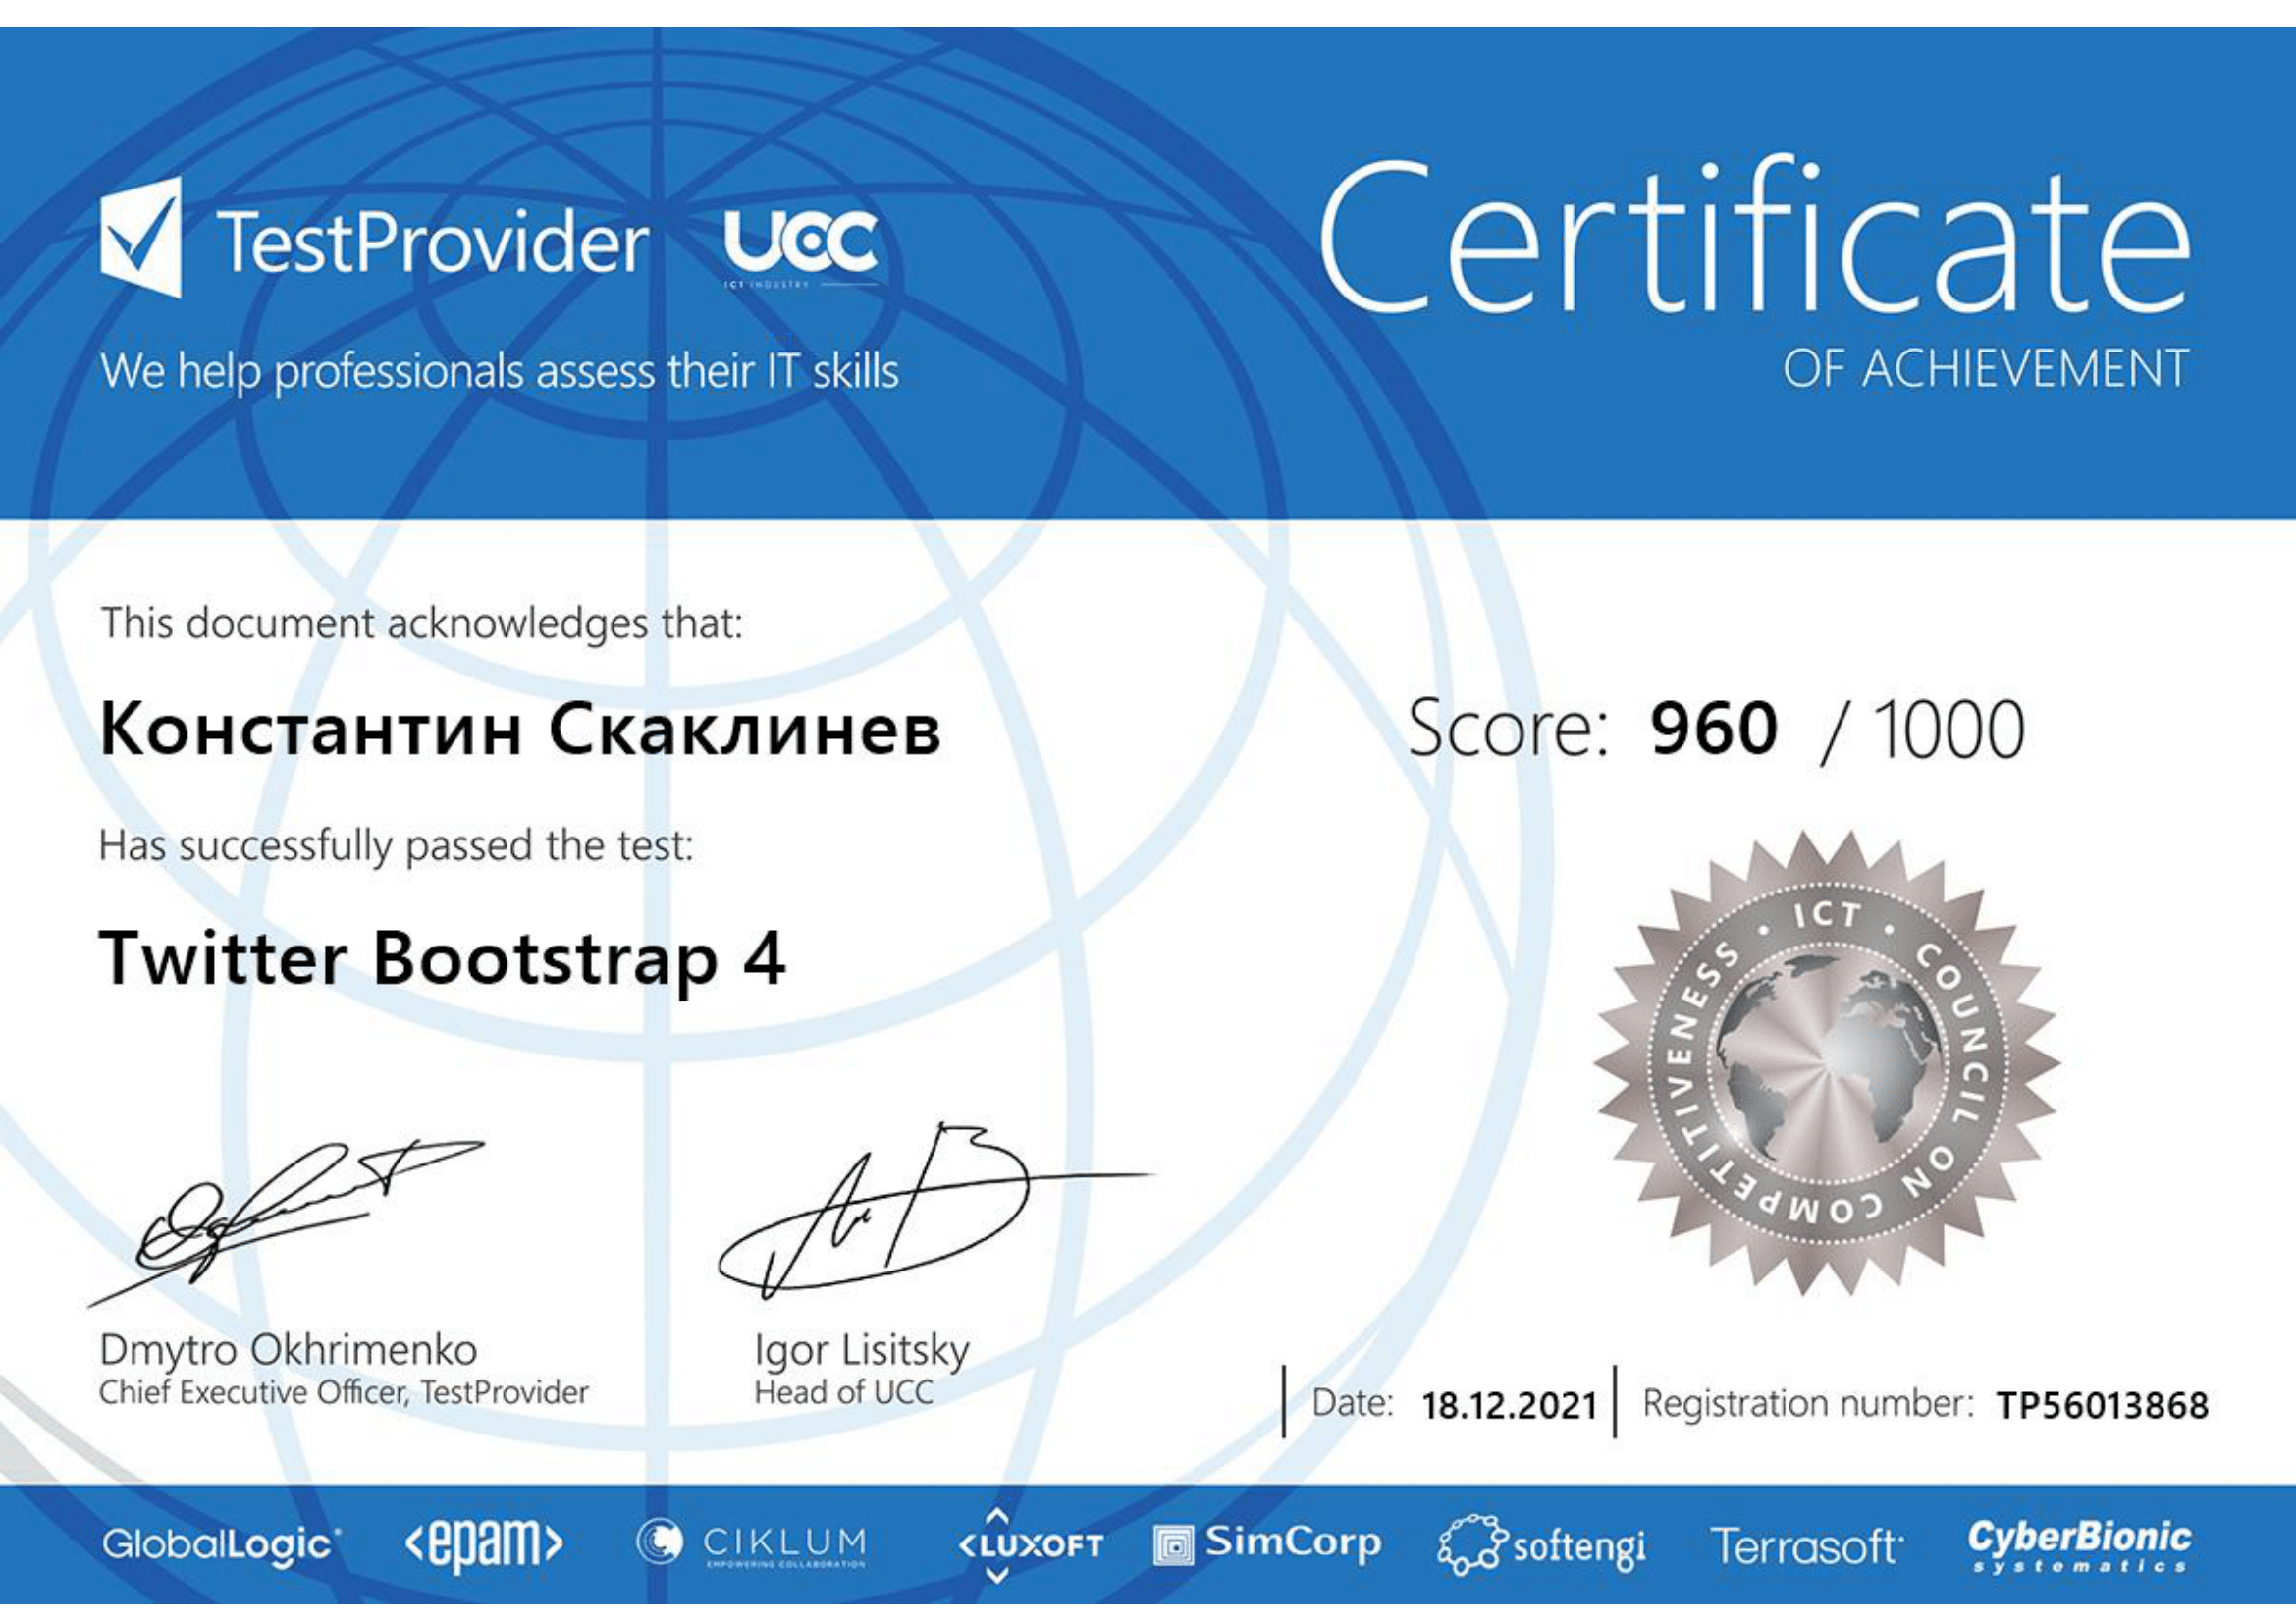 TestProvider
UCC
ICT INDUSTRY
We help professionals assess their IT skills
Certificate
OF ACHIEVEMENT
This document acknowledges that:
Константин Скаклинев
Score: 960 / 1000
Has successfully passed the test:
Twitter Bootstrap 4
ICT • COUNCIL ON COMPETITIVENESS •
Dmytro Okhrimenko
Chief Executive Officer, TestProvider
Igor Lisitsky
Head of UCC
Date: 18.12.2021
Registration number: TP56013868
GlobalLogic
<epam>
CIKLUM
EMPOWERING COLLABORATION
<LUXOFT
SimCorp
softengi
Terrasoft
CyberBionic
systematics